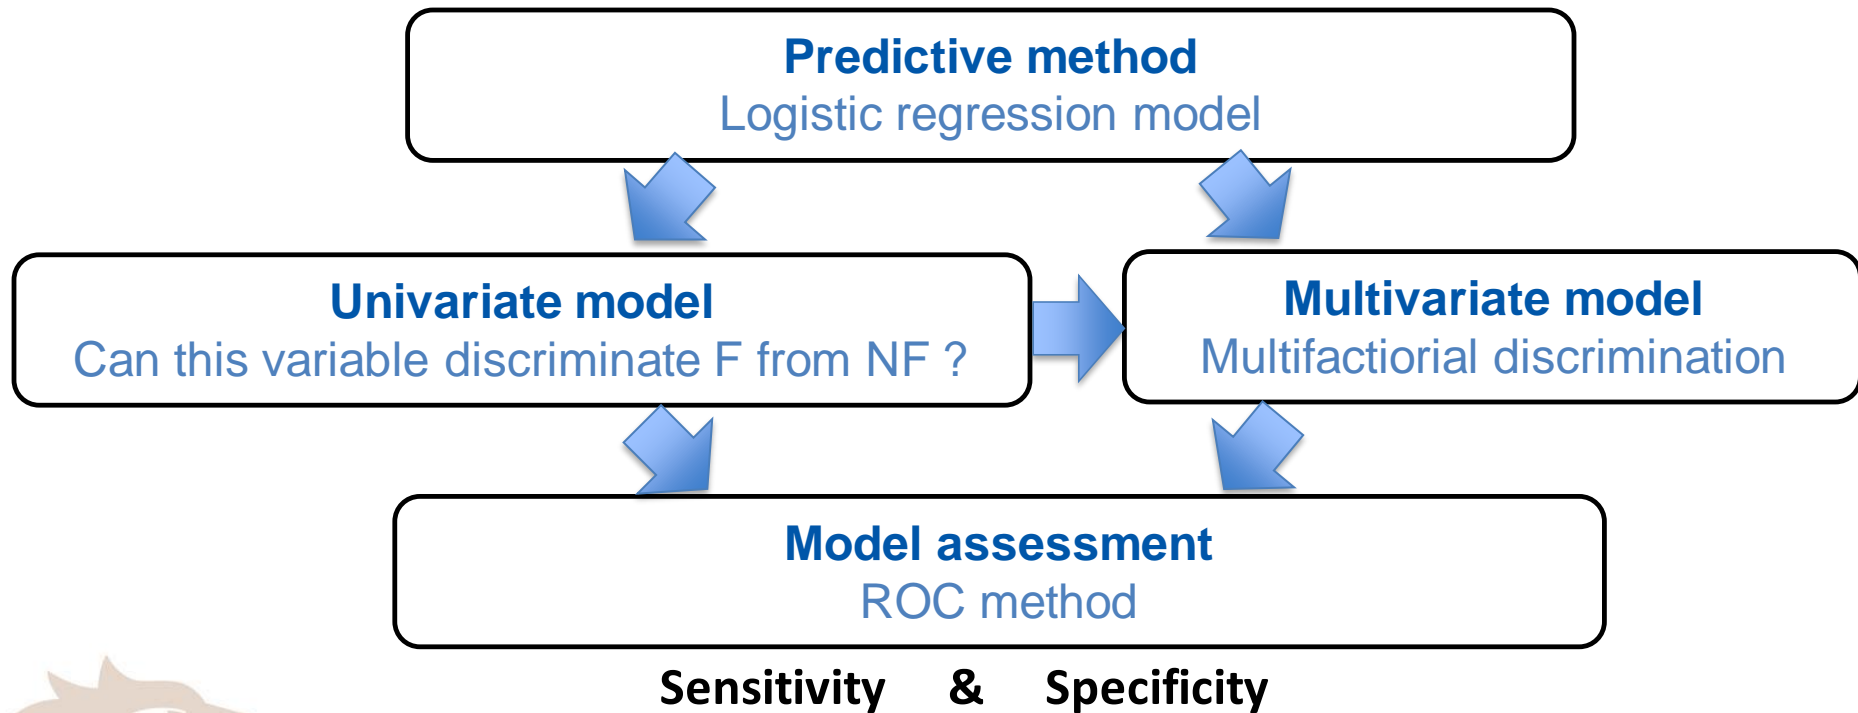 Predictive method
Logistic regression model
Univariate model
Can this variable discriminate F from NF ?
Multivariate model
Multifactiorial discrimination
Model assessment
ROC method
Sensitivity & Specificity